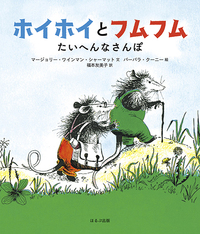 ホイホイとフムフム
たいへんなさんぽ
マージョリー・ワインマン・シャーマット 文　バーバラ・クーニー 絵
福本友美子 訳
ほるぷ出版